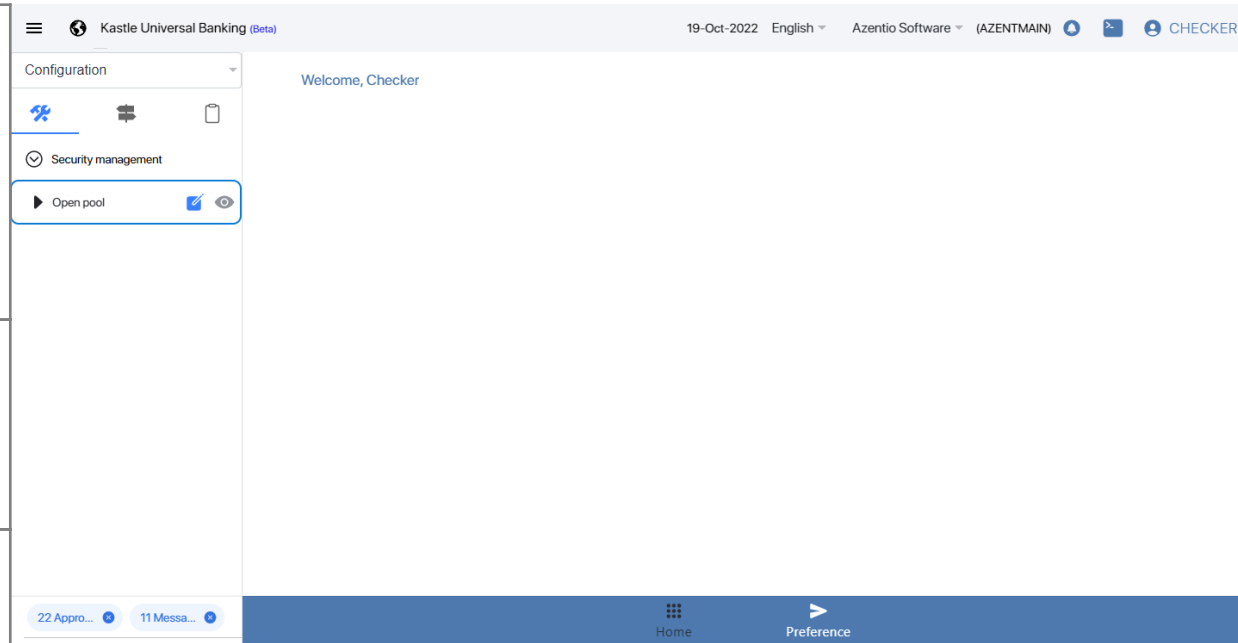 Kastle Universal Banking (Beta)
19-Oct-2022 English Azentio Software (AZENTMAIN) CHECKER
Configuration
Welcome, Checker
Security management
Open pool
22 Appro... 11 Messa...
Home Preference